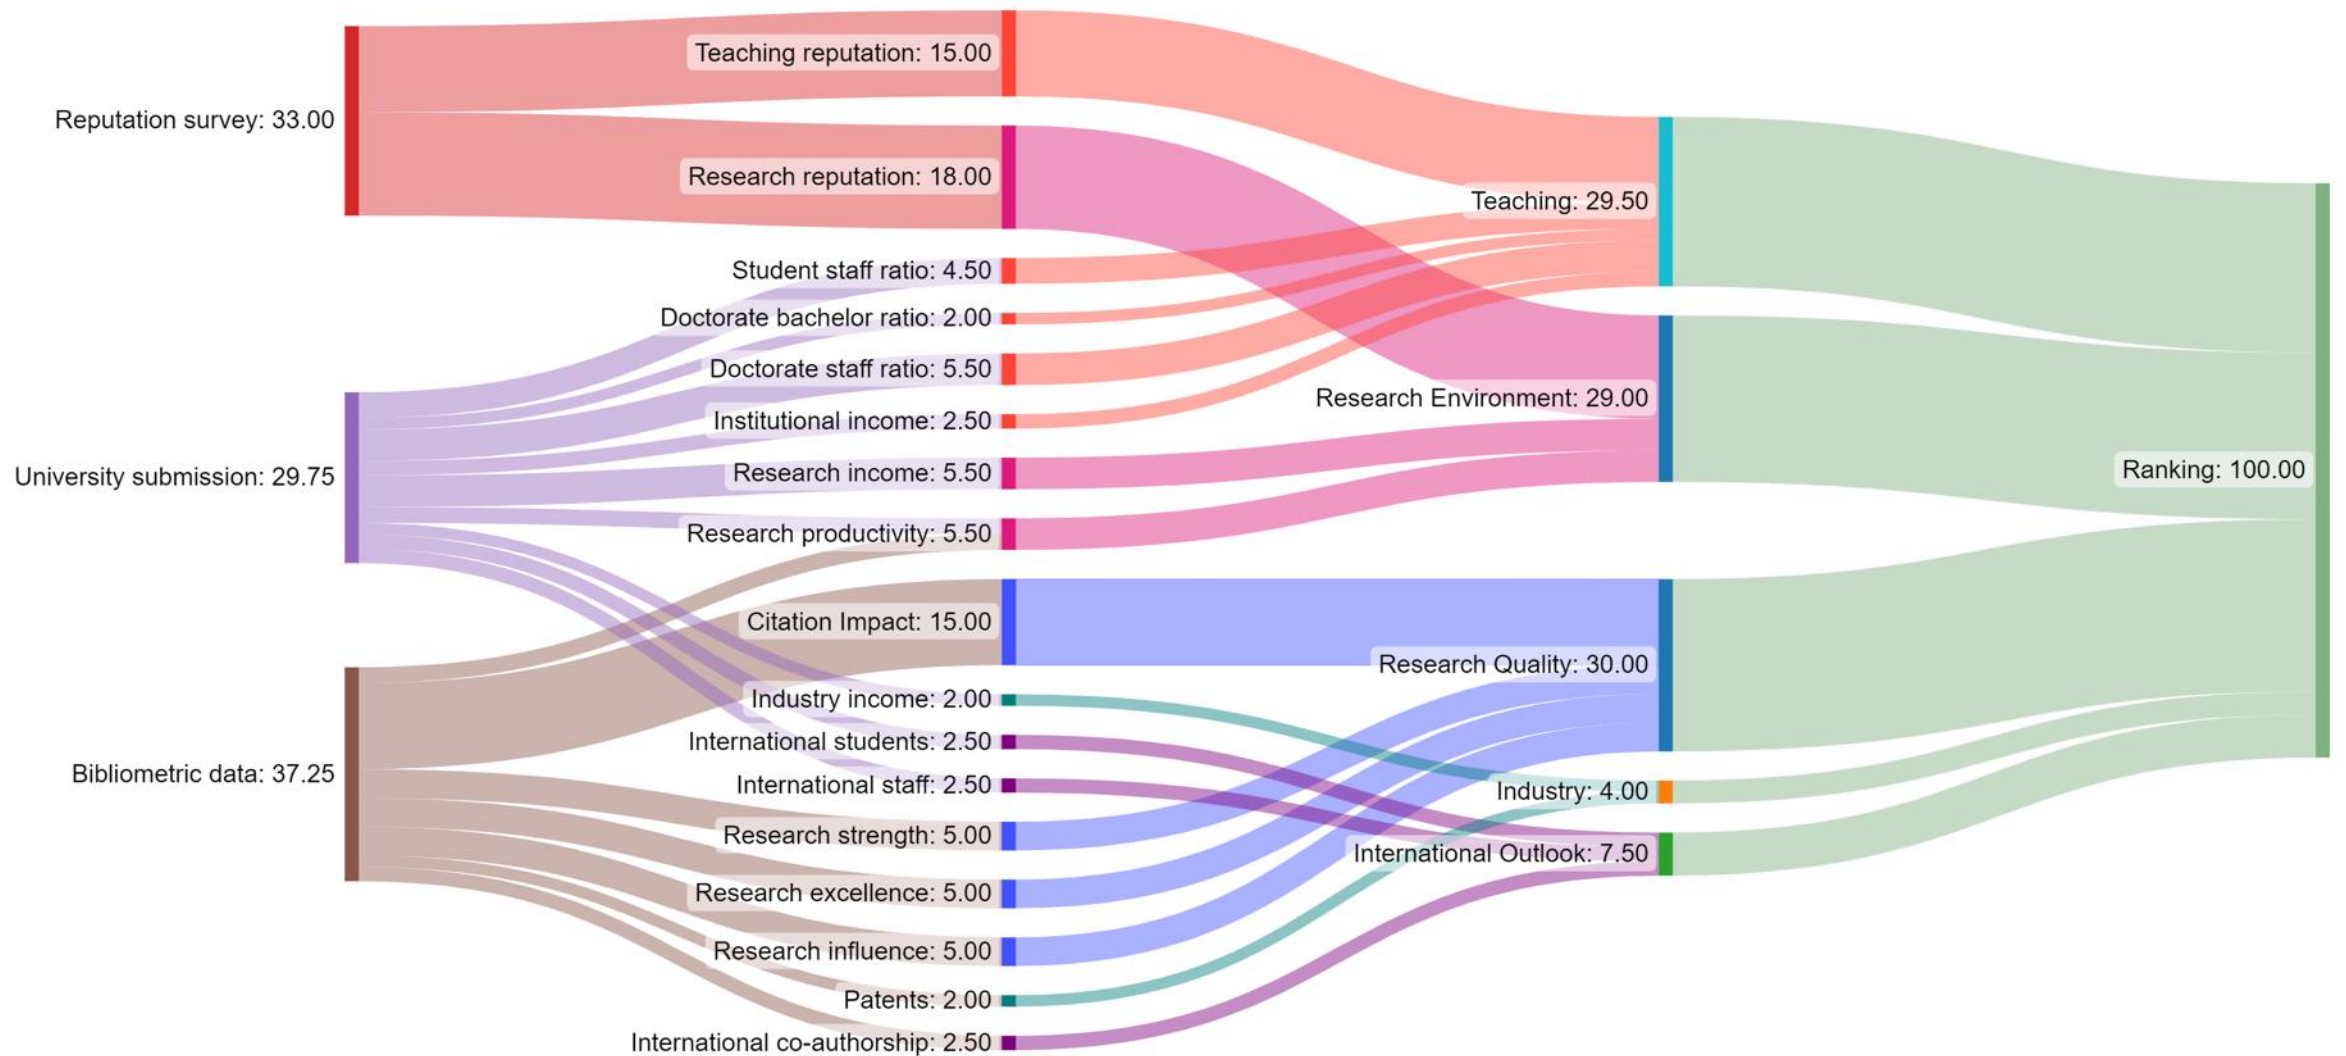 Reputation survey: 33.00
University submission: 29.75
Bibliometric data: 37.25
Teaching reputation: 15.00
Research reputation: 18.00
Student staff ratio: 4.50
Doctorate bachelor ratio: 2.00
Doctorate staff ratio: 5.50
Institutional income: 2.50
Research income: 5.50
Research productivity: 5.50
Citation Impact: 15.00
Industry income: 2.00
International students: 2.50
International staff: 2.50
Research strength: 5.00
Research excellence: 5.00
Research influence: 5.00
Patents: 2.00
International co-authorship: 2.50
Teaching: 29.50
Research Environment: 29.00
Research Quality: 30.00
Industry: 4.00
International Outlook: 7.50
Ranking: 100.00